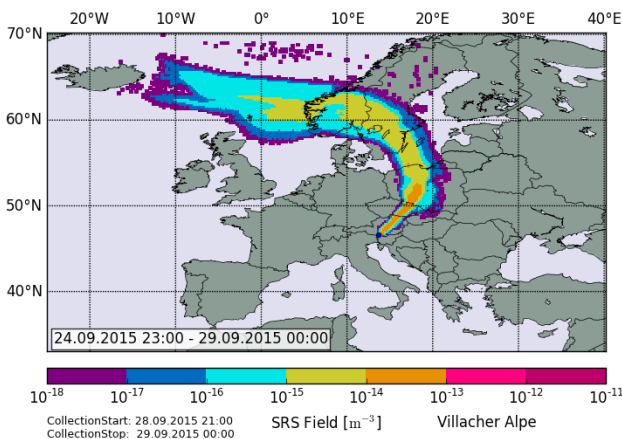 20°W 10°W 0° 10°E 20°E 30°E 40°E
70°N
60°N
50°N
40°N
24.09.2015 23:00 - 29.09.2015 00:00
10⁻¹⁸ 10⁻¹⁷ 10⁻¹⁶ 10⁻¹⁵ 10⁻¹⁴ 10⁻¹³ 10⁻¹² 10⁻¹¹
CollectionStart: 28.09.2015 21:00 SRS Field [m⁻³] Villacher Alpe
CollectionStop: 29.09.2015 00:00